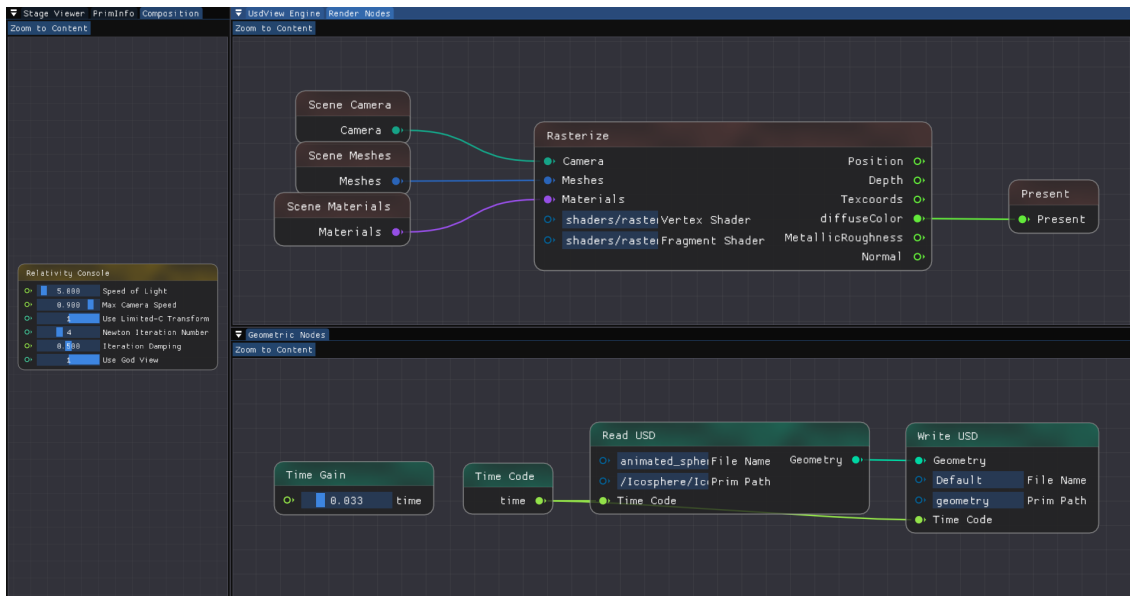 Stage Viewer PrimInfo Composition
Zoom to Content
Relativity Console
5.000 Speed of Light
0.900 Max Camera Speed
1 Use Limited-C Transform
4 Newton Iteration Number
0.500 Iteration Damping
1 Use God View
UsdView Engine Render Nodes
Zoom to Content
Scene Camera
Camera
Scene Meshes
Meshes
Scene Materials
Materials
Rasterize
Camera
Meshes
Materials
shaders/raste Vertex Shader
shaders/raste Fragment Shader
Position
Depth
Texcoords
diffuseColor
MetallicRoughness
Normal
Present
Present
Geometric Nodes
Zoom to Content
Time Gain
0.033 time
Time Code
time
Read USD
animated_sphe File Name
/Icosphere/Ic Prim Path
Time Code
Geometry
Write USD
Geometry
Default File Name
geometry Prim Path
Time Code